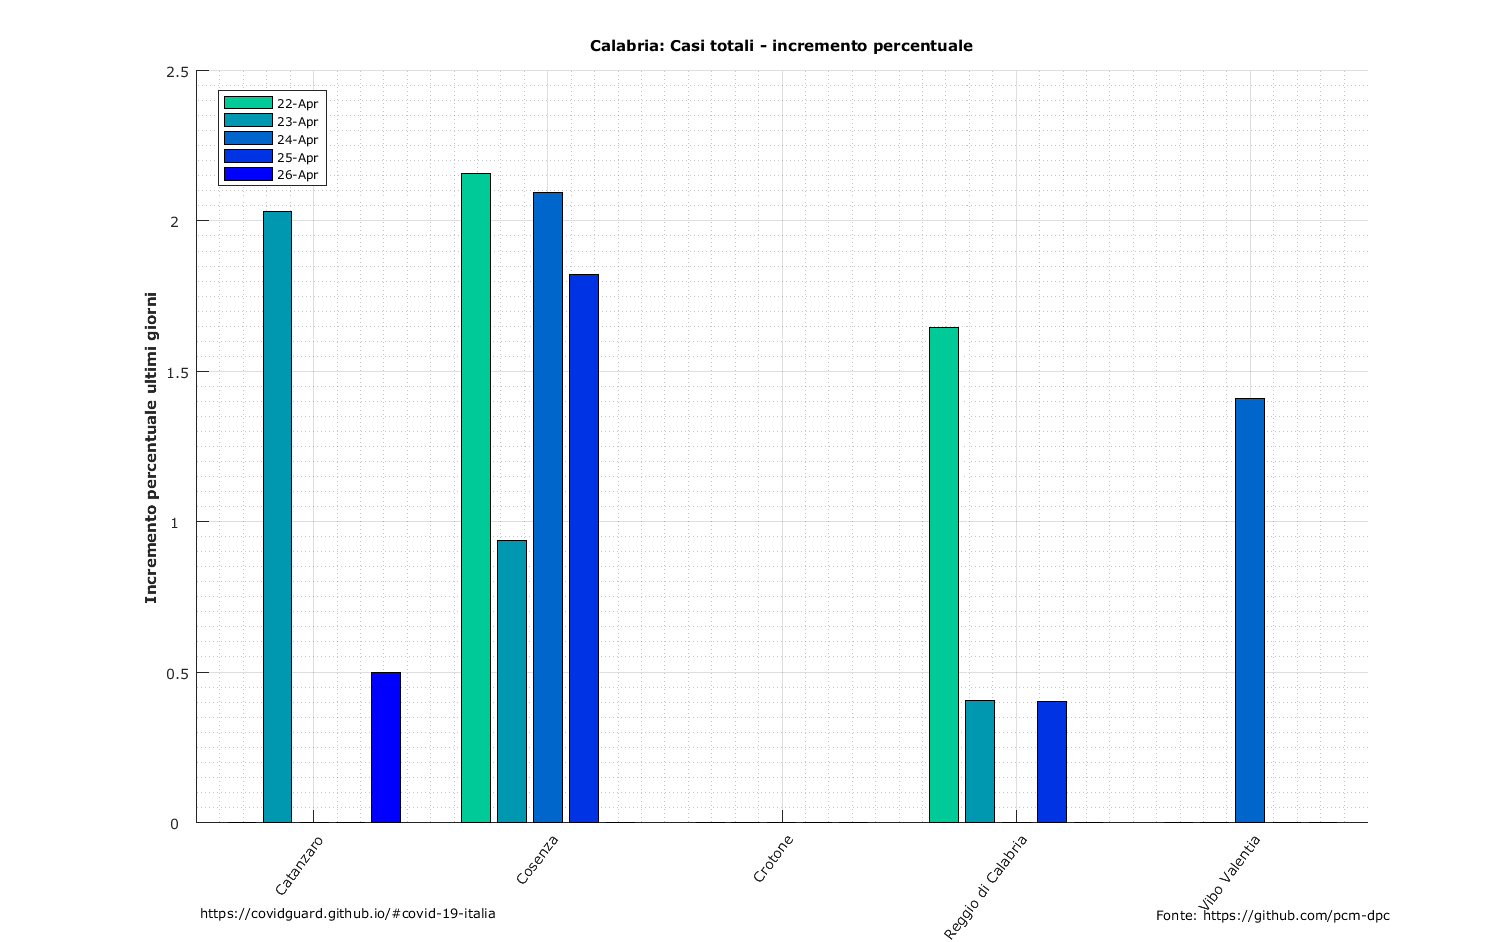 Calabria: Casi totali - incremento percentuale
2.5
2
1.5
1
0.5
0
Incremento percentuale ultimi giorni
22-Apr
23-Apr
24-Apr
25-Apr
26-Apr
Catanzaro
Cosenza
Crotone
Reggio di Calabria
Vibo Valentia
https://covidguard.github.io/#covid-19-italia
Fonte: https://github.com/pcm-dpc